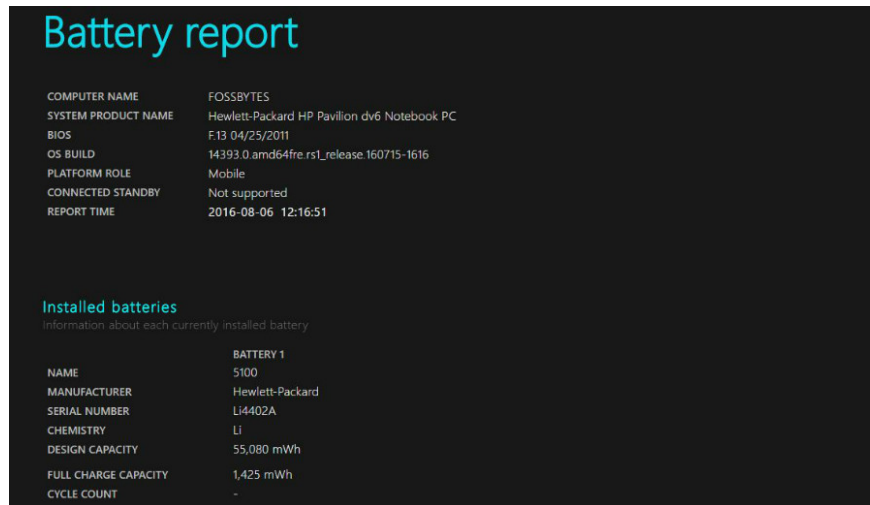 Battery report
COMPUTER NAME FOSSBYTES
SYSTEM PRODUCT NAME Hewlett-Packard HP Pavilion dv6 Notebook PC
BIOS F.13 04/25/2011
OS BUILD 14393.0.amd64fre.rs1_release.160715-1616
PLATFORM ROLE Mobile
CONNECTED STANDBY Not supported
REPORT TIME 2016-08-06 12:16:51
Installed batteries
Information about each currently installed battery
BATTERY 1
NAME 5100
MANUFACTURER Hewlett-Packard
SERIAL NUMBER Li4402A
CHEMISTRY Li
DESIGN CAPACITY 55,080 mWh
FULL CHARGE CAPACITY 1,425 mWh
CYCLE COUNT -